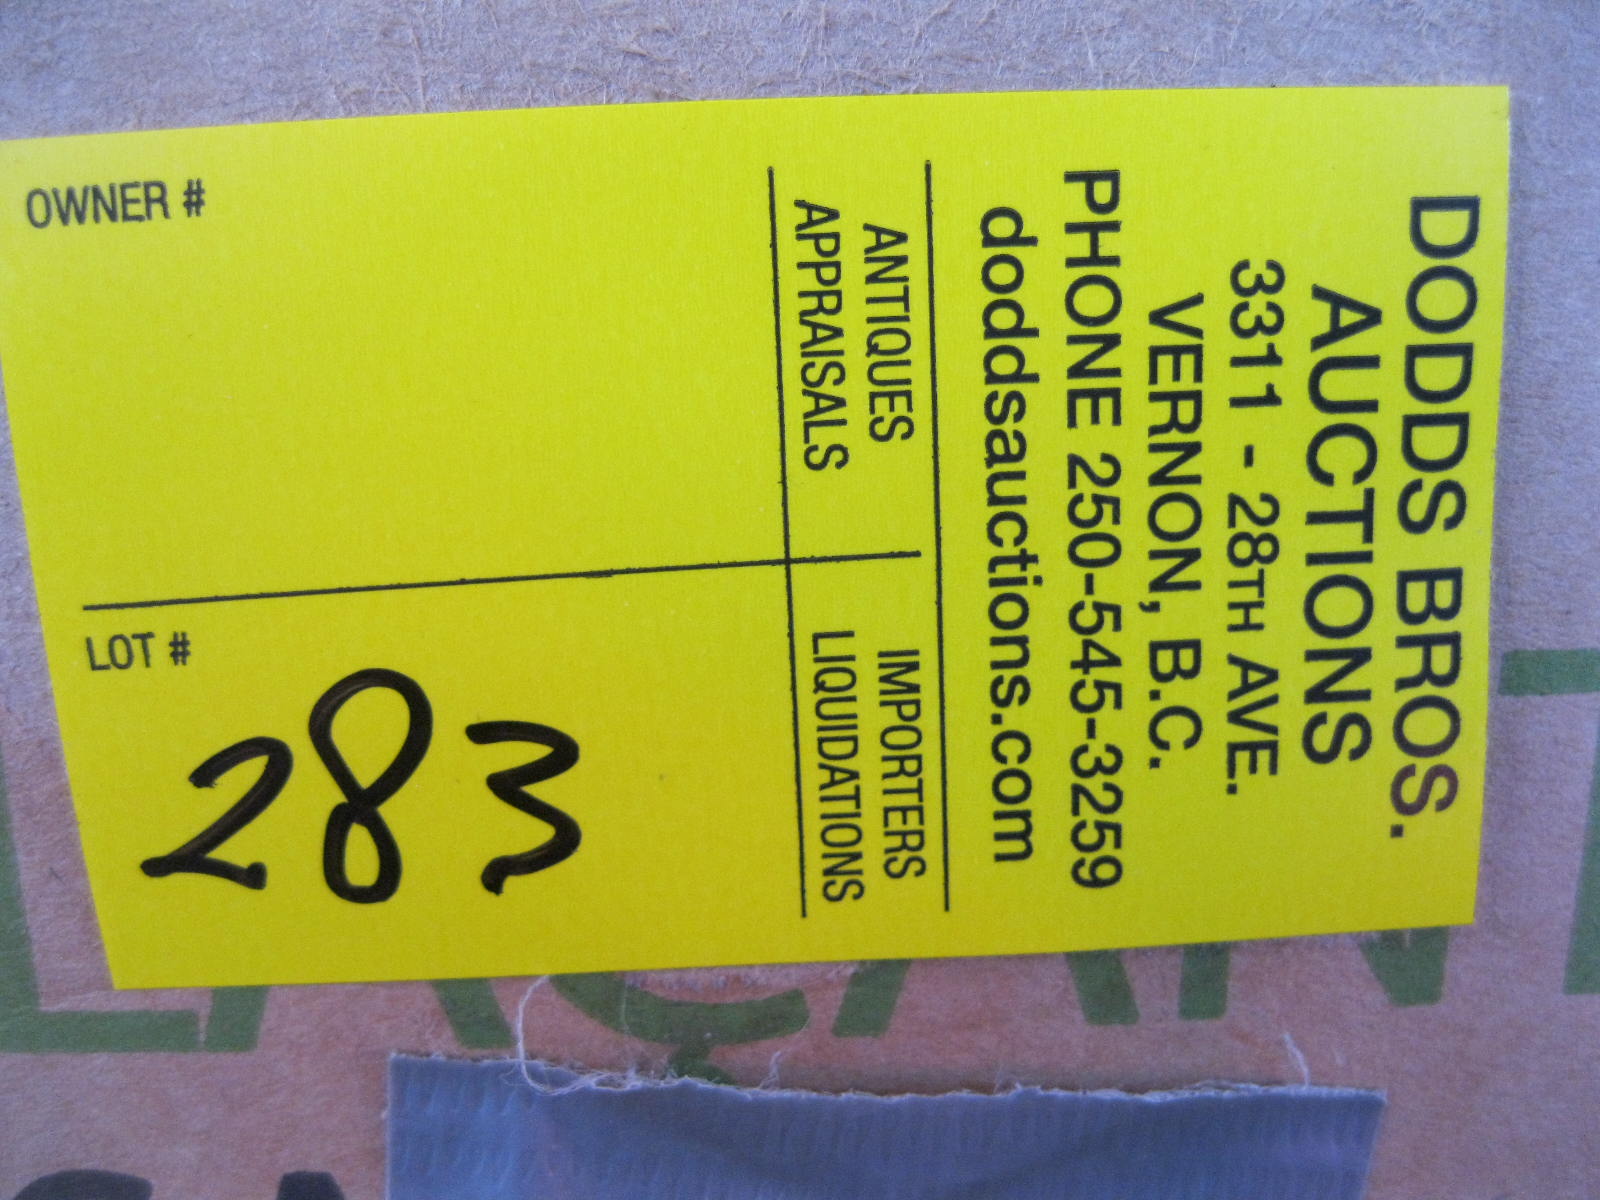 DODDS BROS.
AUCTIONS
3311 - 28TH AVE.
VERNON, B.C.
PHONE 250-545-3259
doddsauctions.com
ANTIQUES
APPRAISALS
IMPORTERS
LIQUIDATIONS
OWNER #
LOT #
283